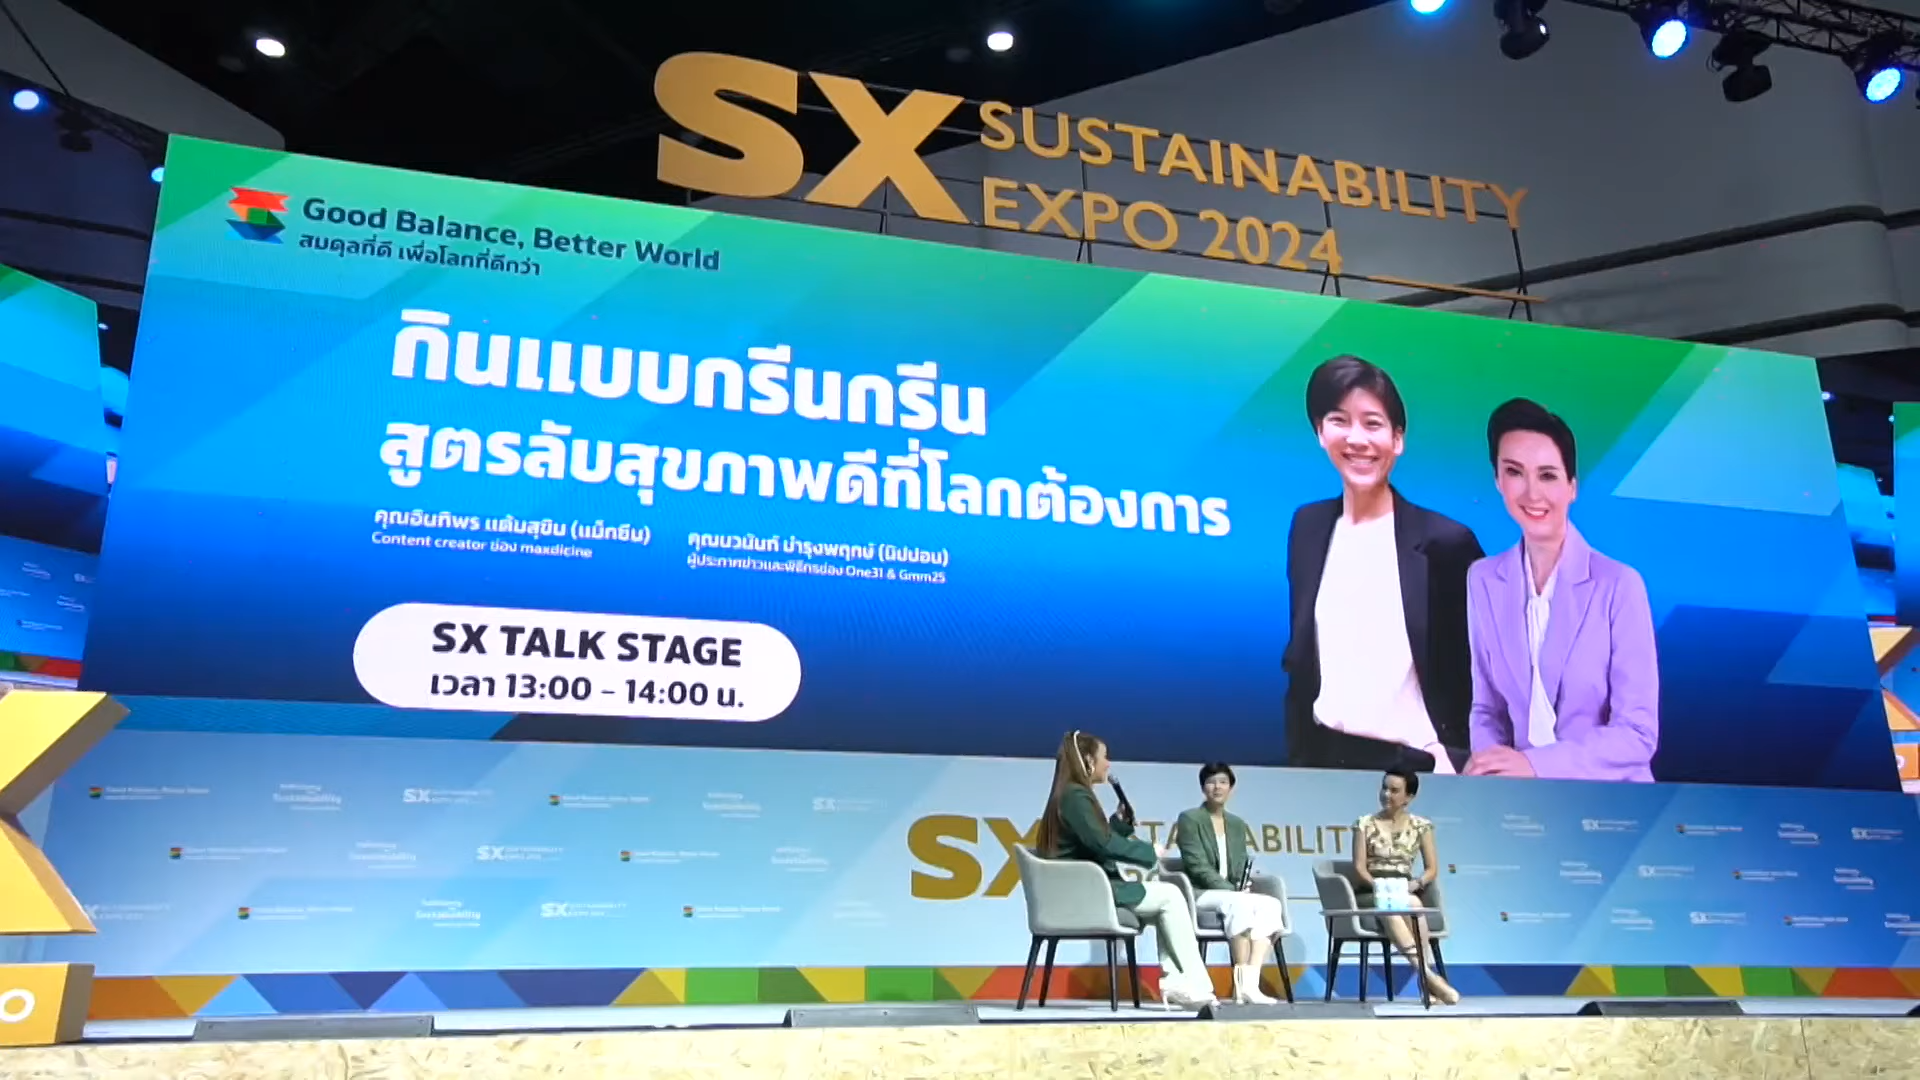 SX SUSTAINABILITY
EXPO 2024
Good Balance, Better World
สมดุลที่ดี เพื่อโลกที่ดีกว่า
กินแบบกรีนกรีน
สูตรลับสุขภาพดีที่โลกต้องการ
คุณอินทิพร แต้มสุขิน (แม็กซีม)
Content creator ช่อง maxdicine
คุณนวนันท์ บำรุงพฤกษ์ (นิปปอน)
ผู้ประกาศข่าวและพิธีกรช่อง One31 & Gmm25
SX TALK STAGE
เวลา 13:00 – 14:00 น.
SX